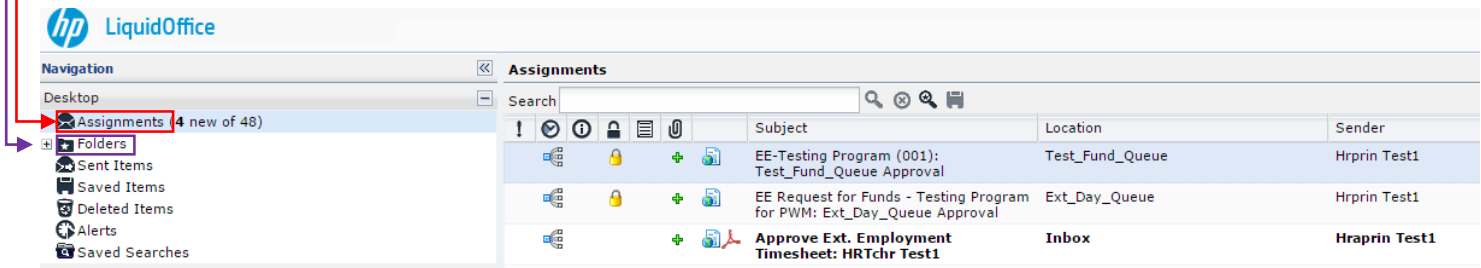 hp LiquidOffice
Navigation
Desktop
Assignments (4 new of 48)
Folders
Sent Items
Saved Items
Deleted Items
Alerts
Saved Searches
Assignments
Search
! Subject Location Sender
EE-Testing Program (001): Test_Fund_Queue Hrprin Test1
Test_Fund_Queue Approval
EE Request for Funds - Testing Program Ext_Day_Queue Hrprin Test1
for PWM: Ext_Day_Queue Approval
Approve Ext. Employment Inbox Hraprin Test1
Timesheet: HRTchr Test1